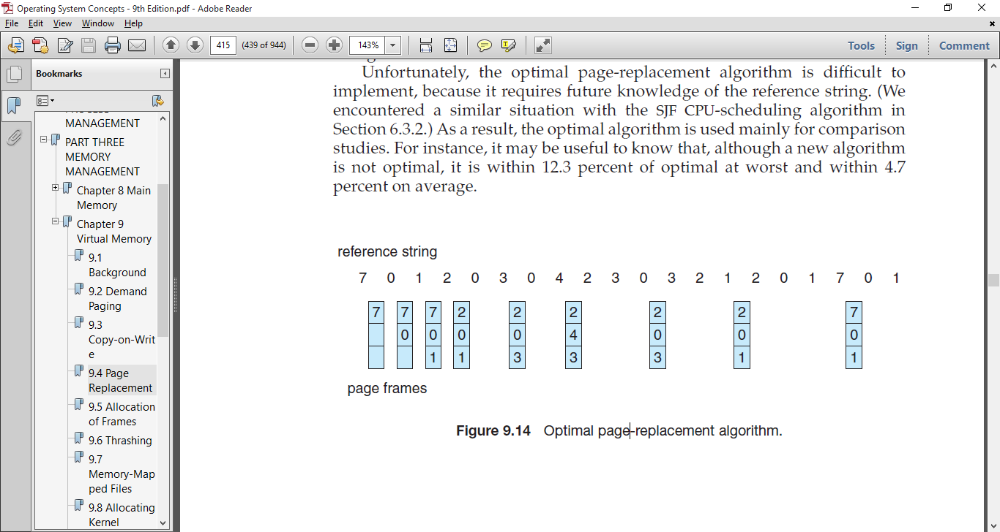 Operating System Concepts - 9th Edition.pdf - Adobe Reader
File Edit View Window Help
415 (439 of 944) 143% Tools Sign Comment
Bookmarks
MANAGEMENT
PART THREE
MEMORY
MANAGEMENT
Chapter 8 Main
Memory
Chapter 9
Virtual Memory
9.1
Background
9.2 Demand
Paging
9.3
Copy-on-Writ
e
9.4 Page
Replacement
9.5 Allocation
of Frames
9.6 Thrashing
9.7
Memory-Map
ped Files
9.8 Allocating
Kernel
Unfortunately, the optimal page-replacement algorithm is difficult to
implement, because it requires future knowledge of the reference string. (We
encountered a similar situation with the SJF CPU-scheduling algorithm in
Section 6.3.2.) As a result, the optimal algorithm is used mainly for comparison
studies. For instance, it may be useful to know that, although a new algorithm
is not optimal, it is within 12.3 percent of optimal at worst and within 4.7
percent on average.
reference string
7 0 1 2 0 3 0 4 2 3 0 3 2 1 2 0 1 7 0 1
7 7 7 2 2 2 2 2 7
0 0 0 0 4 0 0 0
1 1 3 3 3 1 1
page frames
Figure 9.14 Optimal page-replacement algorithm.